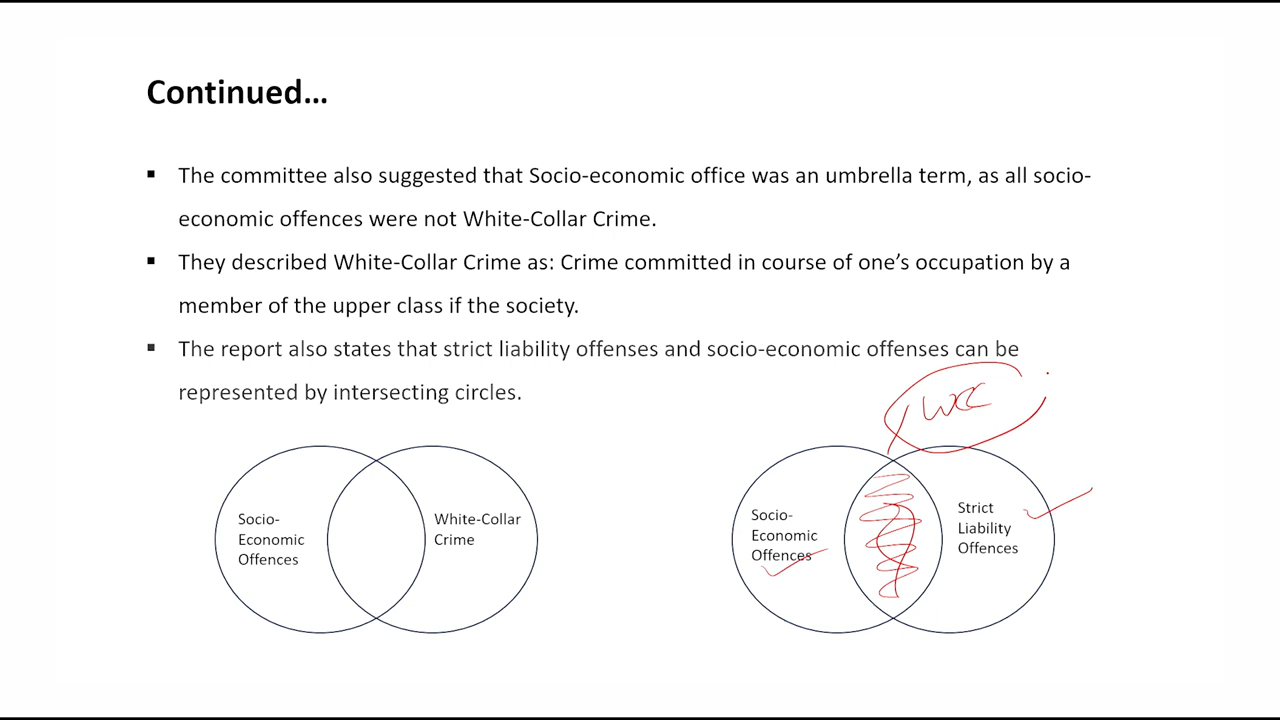 Continued...
▪ The committee also suggested that Socio-economic office was an umbrella term, as all socio-
economic offences were not White-Collar Crime.
▪ They described White-Collar Crime as: Crime committed in course of one's occupation by a
member of the upper class if the society.
▪ The report also states that strict liability offenses and socio-economic offenses can be
represented by intersecting circles.
WCC
Socio-
Economic
Offences
White-Collar
Crime
Socio-
Economic
Offences
Strict
Liability
Offences